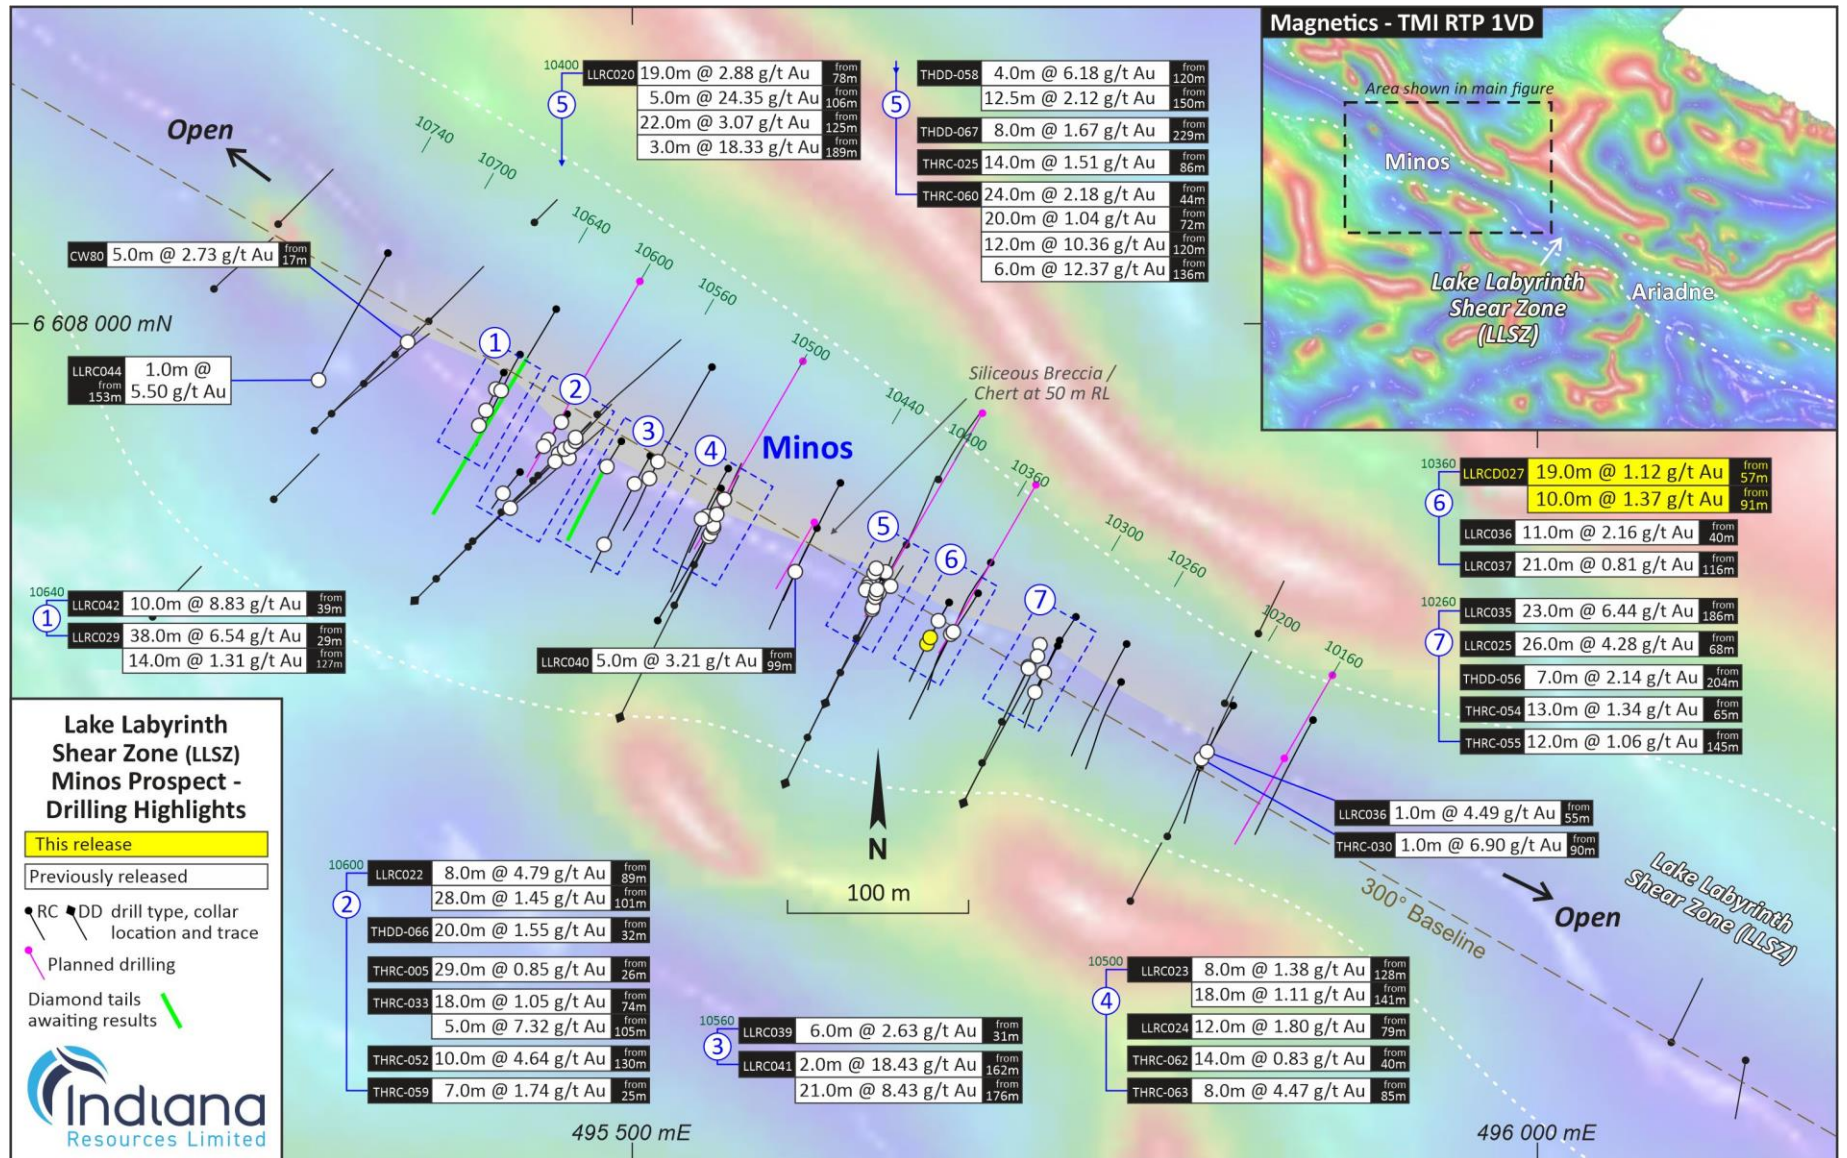 Magnetics - TMI RTP 1VD
Area shown in main figure
Minos
Lake Labyrinth
Shear Zone
(LLSZ)
Ariadne
10400
5
LLRC020 19.0m @ 2.88 g/t Au from 78m
5.0m @ 24.35 g/t Au from 106m
22.0m @ 3.07 g/t Au from 125m
3.0m @ 18.33 g/t Au from 189m
5
THDD-058 4.0m @ 6.18 g/t Au from 120m
12.5m @ 2.12 g/t Au from 150m
THDD-067 8.0m @ 1.67 g/t Au from 229m
THRC-025 14.0m @ 1.51 g/t Au from 86m
THRC-060 24.0m @ 2.18 g/t Au from 44m
20.0m @ 1.04 g/t Au from 72m
12.0m @ 10.36 g/t Au from 120m
6.0m @ 12.37 g/t Au from 136m
Open
10740
10700
10640
10600
10560
10500
10440
10400
10360
10300
10260
10200
10160
CW80 5.0m @ 2.73 g/t Au from 17m
6 608 000 mN
LLRC044 from 153m 1.0m @
5.50 g/t Au
Siliceous Breccia /
Chert at 50 m RL
Minos
1
2
3
4
5
6
7
10360
6
LLRCD027 19.0m @ 1.12 g/t Au from 57m
10.0m @ 1.37 g/t Au from 91m
LLRC036 11.0m @ 2.16 g/t Au from 40m
LLRC037 21.0m @ 0.81 g/t Au from 116m
10260
7
LLRC035 23.0m @ 6.44 g/t Au from 186m
LLRC025 26.0m @ 4.28 g/t Au from 68m
THDD-056 7.0m @ 2.14 g/t Au from 204m
THRC-054 13.0m @ 1.34 g/t Au from 65m
THRC-055 12.0m @ 1.06 g/t Au from 145m
10640
1
LLRC042 10.0m @ 8.83 g/t Au from 39m
LLRC029 38.0m @ 6.54 g/t Au from 29m
14.0m @ 1.31 g/t Au from 127m
LLRC040 5.0m @ 3.21 g/t Au from 99m
LLRC036 1.0m @ 4.49 g/t Au from 55m
THRC-030 1.0m @ 6.90 g/t Au from 90m
Lake Labyrinth
Shear Zone (LLSZ)
Open
300° Baseline
N
100 m
Lake Labyrinth
Shear Zone (LLSZ)
Minos Prospect -
Drilling Highlights
This release
Previously released
RC DD drill type, collar
location and trace
Planned drilling
Diamond tails
awaiting results
Indiana
Resources Limited
10600
2
LLRC022 8.0m @ 4.79 g/t Au from 89m
28.0m @ 1.45 g/t Au from 101m
THDD-066 20.0m @ 1.55 g/t Au from 32m
THRC-005 29.0m @ 0.85 g/t Au from 26m
THRC-033 18.0m @ 1.05 g/t Au from 74m
5.0m @ 7.32 g/t Au from 105m
THRC-052 10.0m @ 4.64 g/t Au from 130m
THRC-059 7.0m @ 1.74 g/t Au from 25m
10560
3
LLRC039 6.0m @ 2.63 g/t Au from 31m
LLRC041 2.0m @ 18.43 g/t Au from 162m
21.0m @ 8.43 g/t Au from 176m
10500
4
LLRC023 8.0m @ 1.38 g/t Au from 128m
18.0m @ 1.11 g/t Au from 141m
LLRC024 12.0m @ 1.80 g/t Au from 79m
THRC-062 14.0m @ 0.83 g/t Au from 40m
THRC-063 8.0m @ 4.47 g/t Au from 85m
495 500 mE
496 000 mE